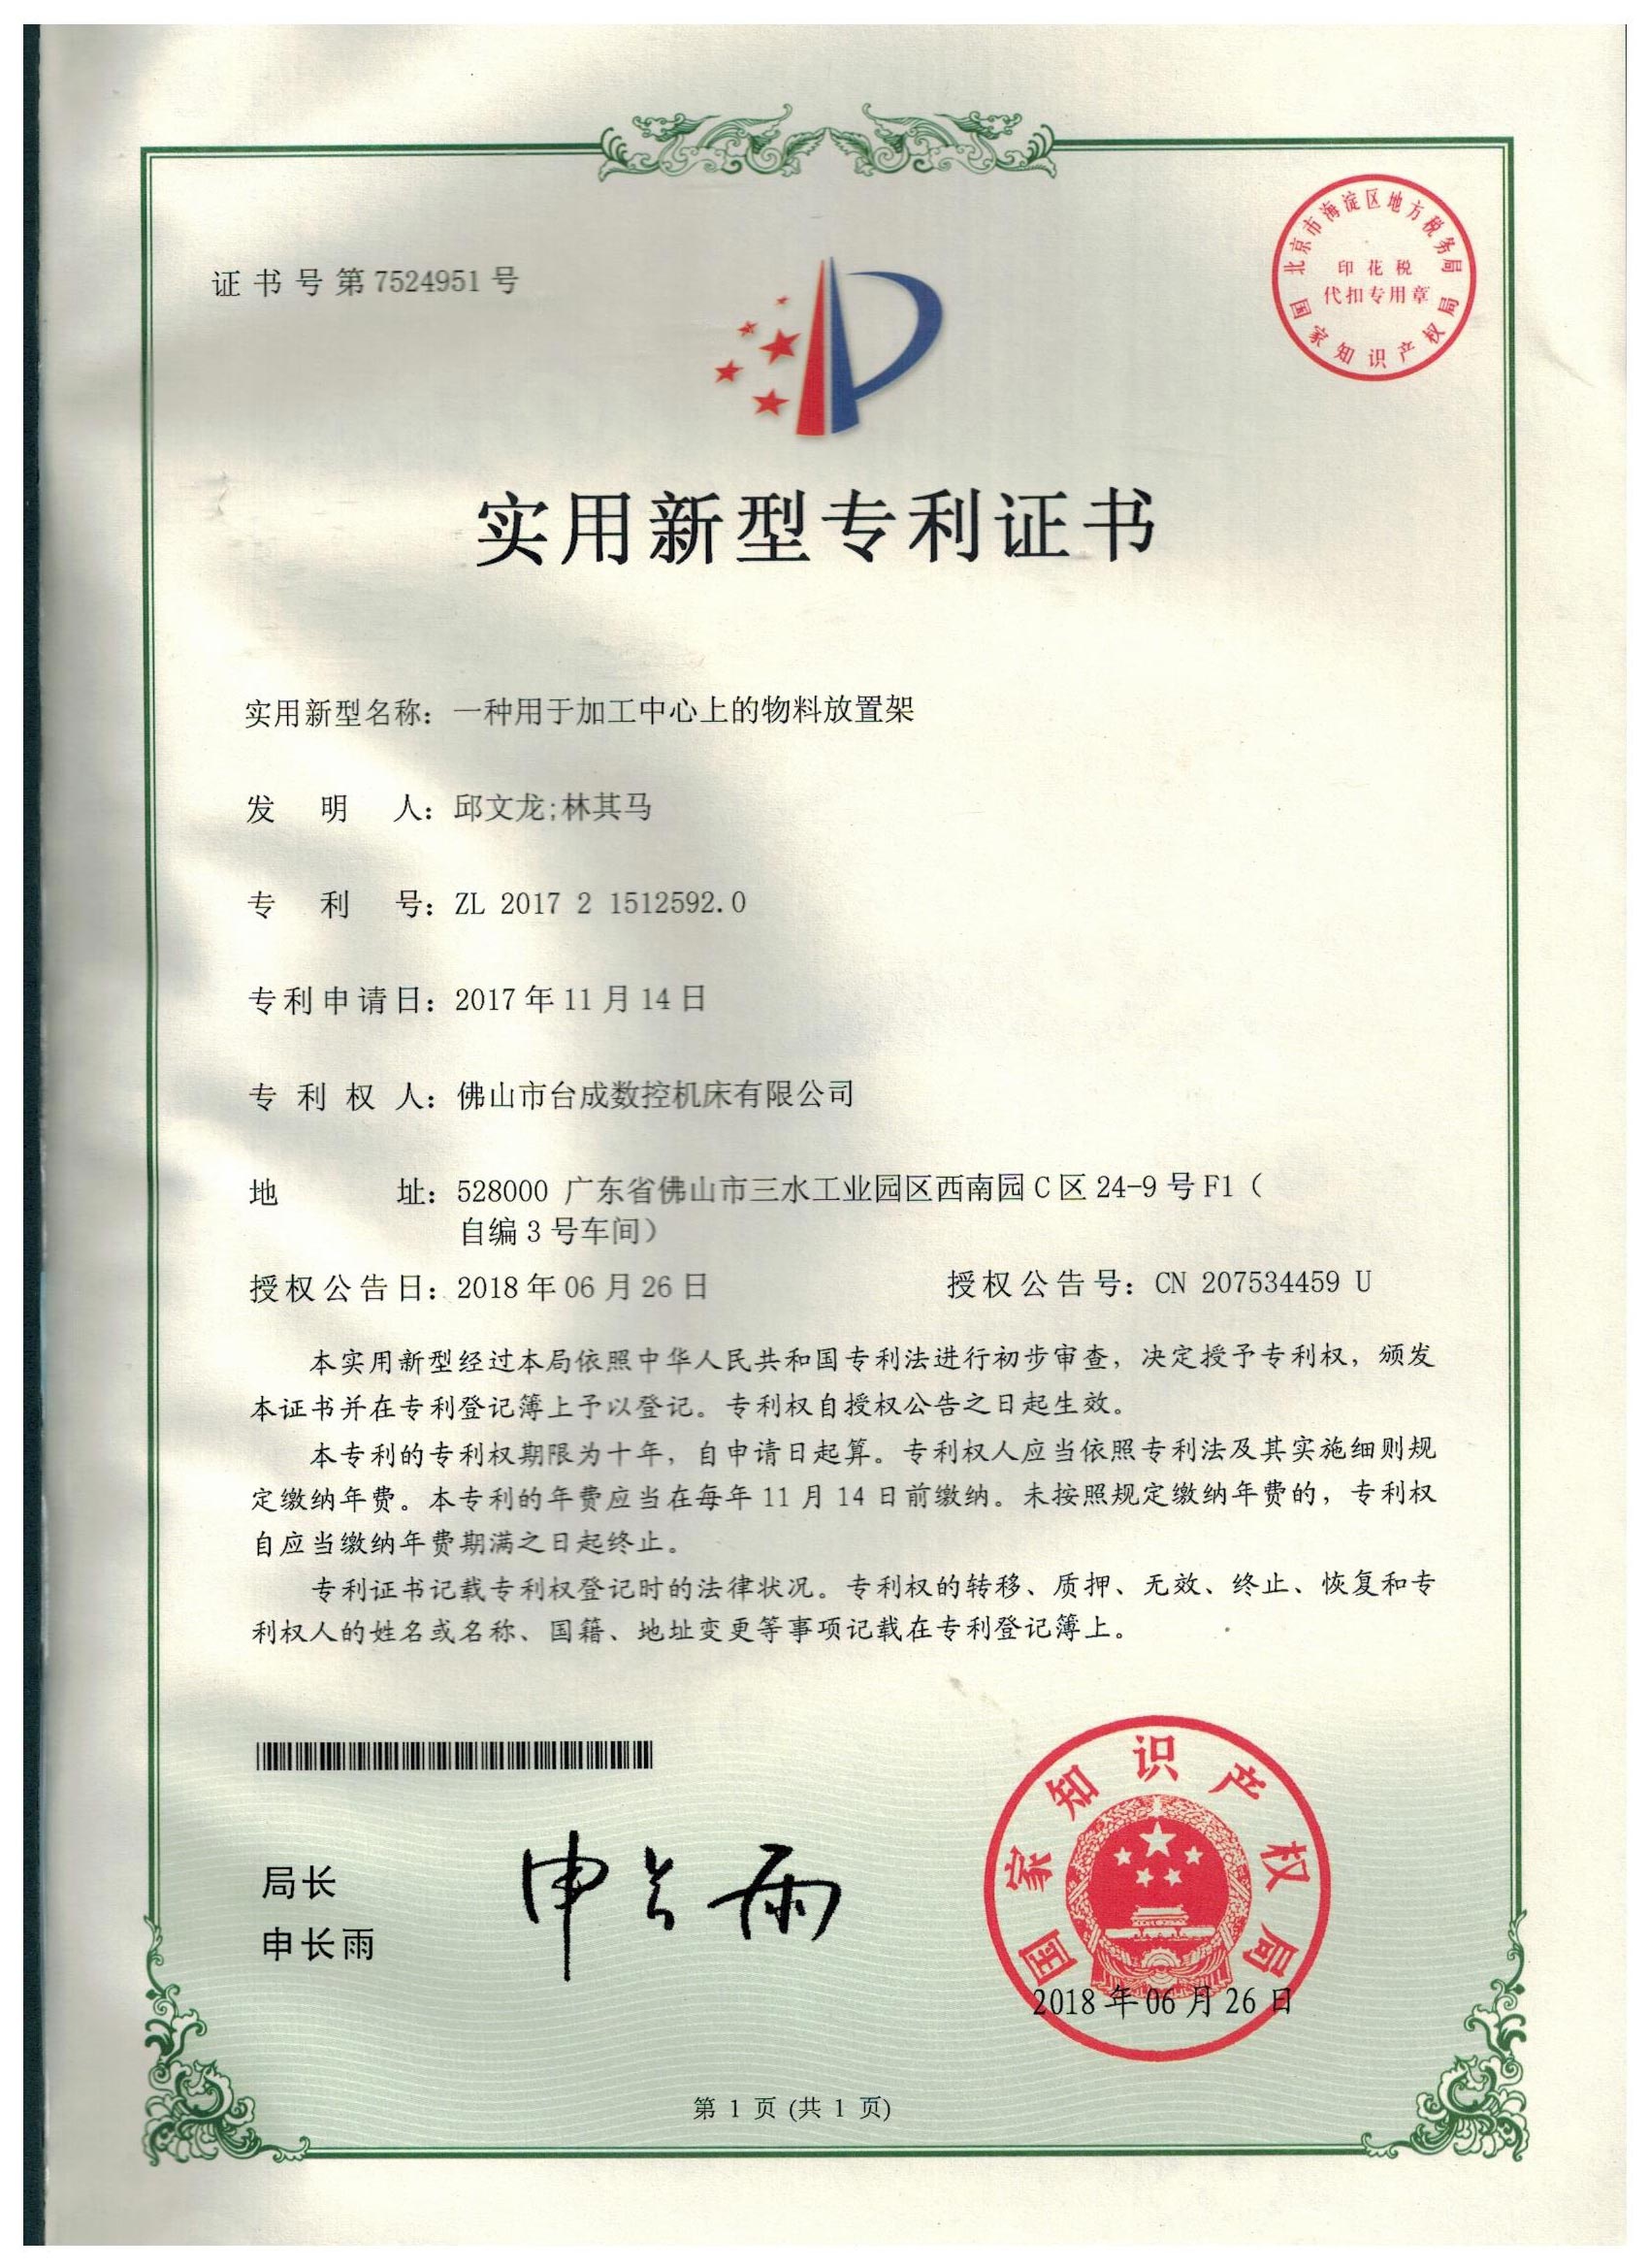 证书号第7524951号
北京市海淀区地方税务局
印花税
代扣专用章
国家知识产权局
实用新型专利证书
实用新型名称：一种用于加工中心上的物料放置架
发明人：邱文龙;林其马
专利号：ZL 2017 2 1512592.0
专利申请日：2017年11月14日
专利权人：佛山市台成数控机床有限公司
地址：528000 广东省佛山市三水工业园区西南园C区24-9号F1（
自编3号车间）
授权公告日：2018年06月26日 授权公告号：CN 207534459 U
本实用新型经过本局依照中华人民共和国专利法进行初步审查，决定授予专利权，颁发
本证书并在专利登记簿上予以登记。专利权自授权公告之日起生效。
本专利的专利权期限为十年，自申请日起算。专利权人应当依照专利法及其实施细则规
定缴纳年费。本专利的年费应当在每年11月14日前缴纳。未按照规定缴纳年费的，专利权
自应当缴纳年费期满之日起终止。
专利证书记载专利权登记时的法律状况。专利权的转移、质押、无效、终止、恢复和专
利权人的姓名或名称、国籍、地址变更等事项记载在专利登记簿上。
局长
申长雨
申长雨
国家知识产权局
2018年06月26日
第 1 页 (共 1 页)